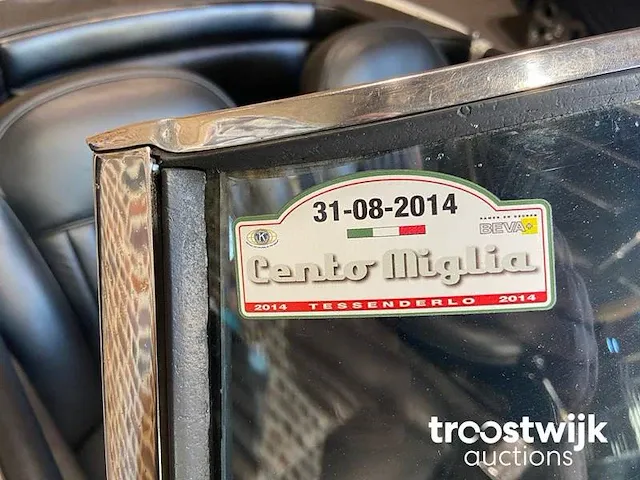 31-08-2014
BEVA
Cento Miglia
2014 TESSENDERLO 2014
troostwijk
auctions